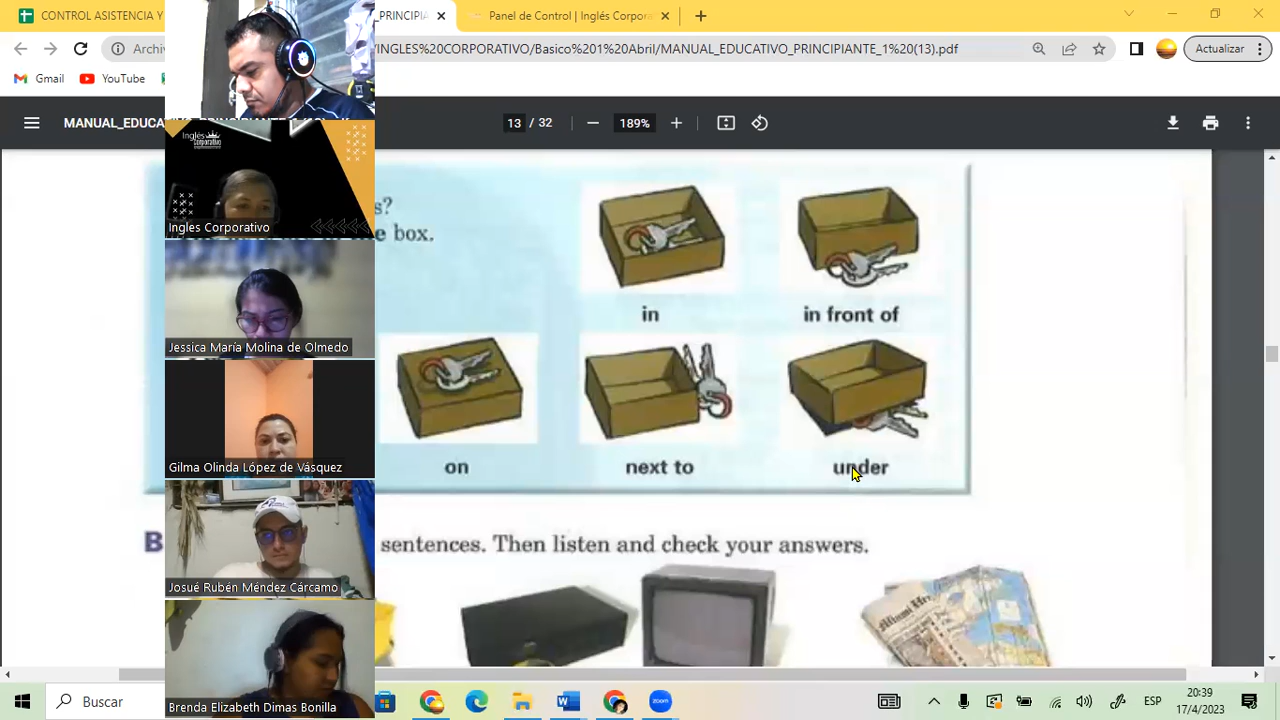 CONTROL ASISTENCIA Y
Panel de Control | Inglés Corpora
Archiv
/INGLES%20CORPORATIVO/Basico%201%20Abril/MANUAL_EDUCATIVO_PRINCIPIANTE_1%20(13).pdf
Actualizar
Gmail
YouTube
MANUAL_EDUCA
13 / 32
189%
s?
e box.
in
in front of
on
next to
under
B
sentences. Then listen and check your answers.
Inglés
Corporativo
Ingles Corporativo
Jessica María Molina de Olmedo
Gilma Olinda López de Vásquez
Josué Rubén Méndez Cárcamo
Brenda Elizabeth Dimas Bonilla
Buscar
zoom
ESP
20:39
17/4/2023